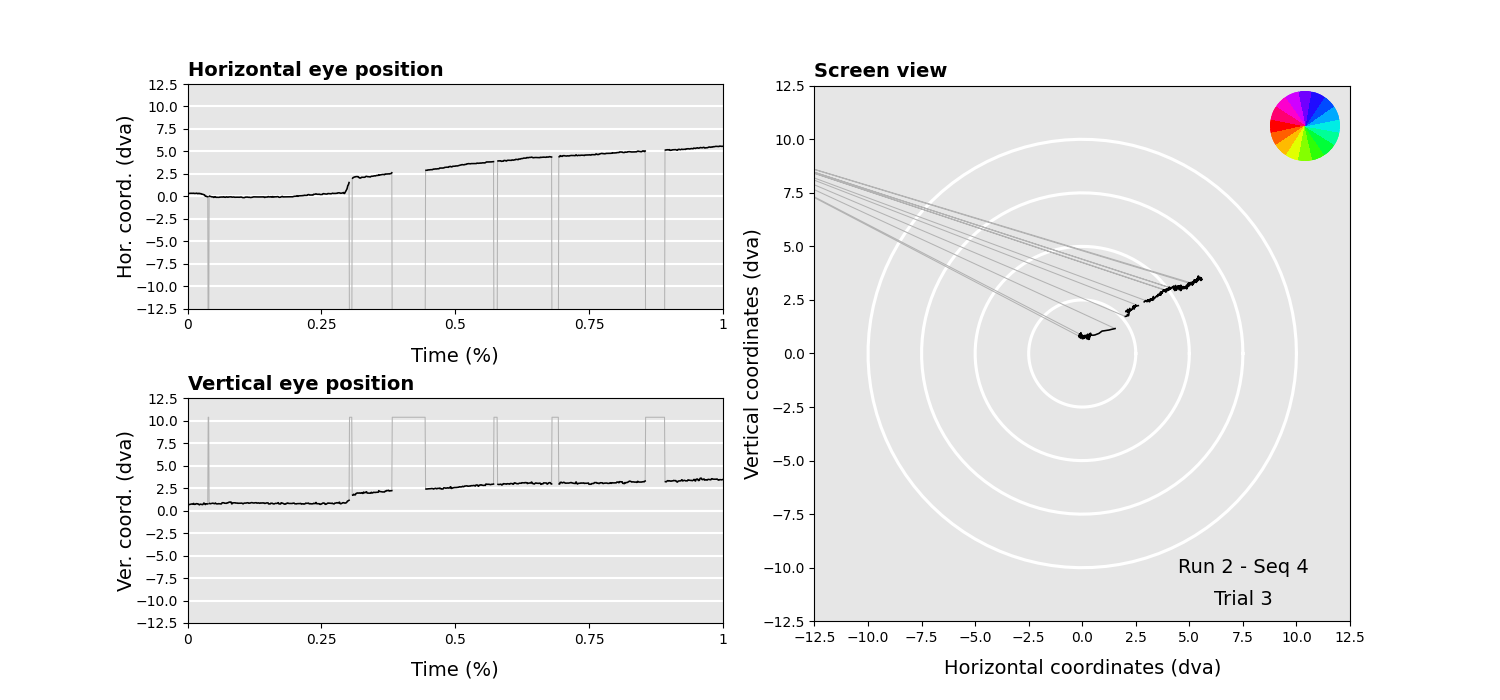 Horizontal eye position
12.5
10.0
7.5
5.0
2.5
0.0
−2.5
−5.0
−7.5
−10.0
−12.5
Hor. coord. (dva)
0 0.25 0.5 0.75 1
Time (%)
Vertical eye position
12.5
10.0
7.5
5.0
2.5
0.0
−2.5
−5.0
−7.5
−10.0
−12.5
Ver. coord. (dva)
0 0.25 0.5 0.75 1
Time (%)
Screen view
12.5
10.0
7.5
5.0
2.5
0.0
−2.5
−5.0
−7.5
−10.0
−12.5
Vertical coordinates (dva)
Run 2 - Seq 4
Trial 3
−12.5 −10.0 −7.5 −5.0 −2.5 0.0 2.5 5.0 7.5 10.0 12.5
Horizontal coordinates (dva)